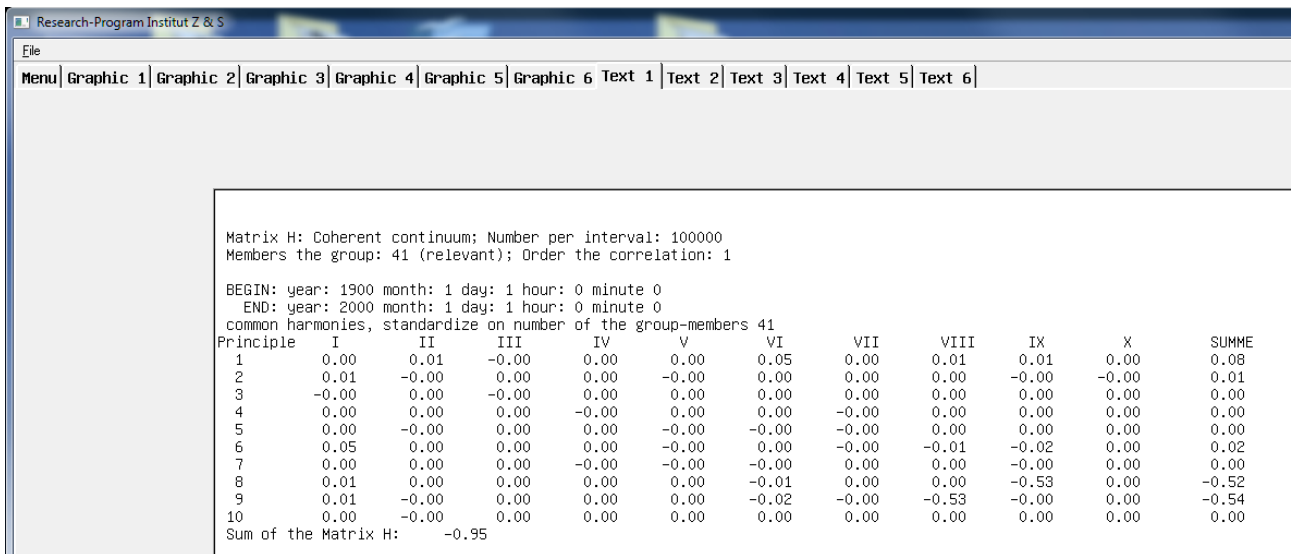 Research-Program Institut Z & S
File
Menu Graphic 1 Graphic 2 Graphic 3 Graphic 4 Graphic 5 Graphic 6 Text 1 Text 2 Text 3 Text 4 Text 5 Text 6
Matrix H: Coherent continuum; Number per interval: 100000
Members the group: 41 (relevant); Order the correlation: 1
BEGIN: year: 1900 month: 1 day: 1 hour: 0 minute 0
END: year: 2000 month: 1 day: 1 hour: 0 minute 0
common harmonies, standardize on number of the group-members 41
Principle I II III IV V VI VII VIII IX X SUMME
1 0.00 0.01 -0.00 0.00 0.00 0.05 0.00 0.01 0.01 0.00 0.08
2 0.01 -0.00 0.00 0.00 -0.00 0.00 0.00 0.00 -0.00 -0.00 0.01
3 -0.00 0.00 -0.00 0.00 0.00 0.00 0.00 0.00 0.00 0.00 0.00
4 0.00 0.00 0.00 -0.00 0.00 0.00 -0.00 0.00 0.00 0.00 0.00
5 0.00 -0.00 0.00 0.00 -0.00 -0.00 -0.00 0.00 0.00 0.00 0.00
6 0.05 0.00 0.00 0.00 -0.00 0.00 -0.00 -0.01 -0.02 0.00 0.02
7 0.00 0.00 0.00 -0.00 -0.00 -0.00 0.00 0.00 -0.00 0.00 0.00
8 0.01 0.00 0.00 0.00 0.00 -0.01 0.00 0.00 -0.53 0.00 -0.52
9 0.01 -0.00 0.00 0.00 0.00 -0.02 -0.00 -0.53 -0.00 0.00 -0.54
10 0.00 -0.00 0.00 0.00 0.00 0.00 0.00 0.00 0.00 0.00 0.00
Sum of the Matrix H: -0.95